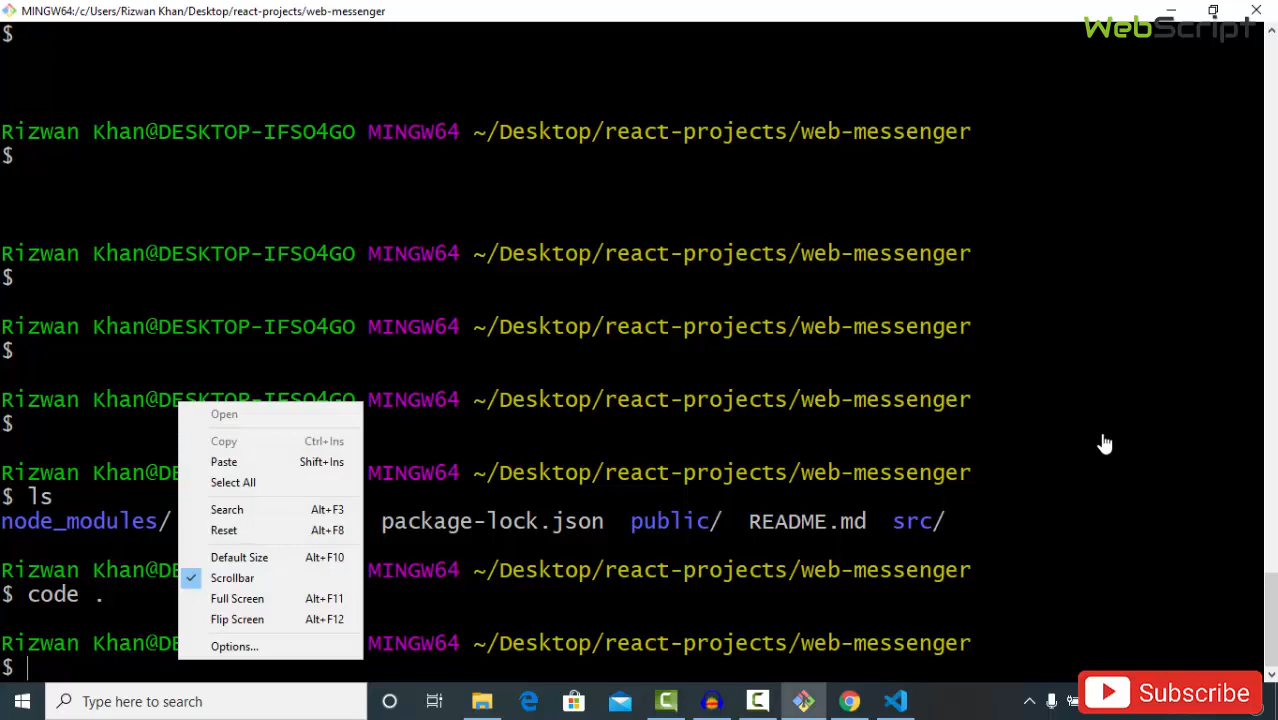 MINGW64:/c/Users/Rizwan Khan/Desktop/react-projects/web-messenger
WebScript
$
Rizwan Khan@DESKTOP-IFSO4GO MINGW64 ~/Desktop/react-projects/web-messenger
$
Rizwan Khan@DESKTOP-IFSO4GO MINGW64 ~/Desktop/react-projects/web-messenger
$
Rizwan Khan@DESKTOP-IFSO4GO MINGW64 ~/Desktop/react-projects/web-messenger
$
Rizwan Khan@DESKTOP-IFSO4GO MINGW64 ~/Desktop/react-projects/web-messenger
$
Rizwan Khan@DE MINGW64 ~/Desktop/react-projects/web-messenger
$ ls
node_modules/ package-lock.json public/ README.md src/
Rizwan Khan@DE MINGW64 ~/Desktop/react-projects/web-messenger
$ code .
Rizwan Khan@DE MINGW64 ~/Desktop/react-projects/web-messenger
$
Open
Copy Ctrl+Ins
Paste Shift+Ins
Select All
Search Alt+F3
Reset Alt+F8
Default Size Alt+F10
Scrollbar
Full Screen Alt+F11
Flip Screen Alt+F12
Options...
Type here to search
Subscribe